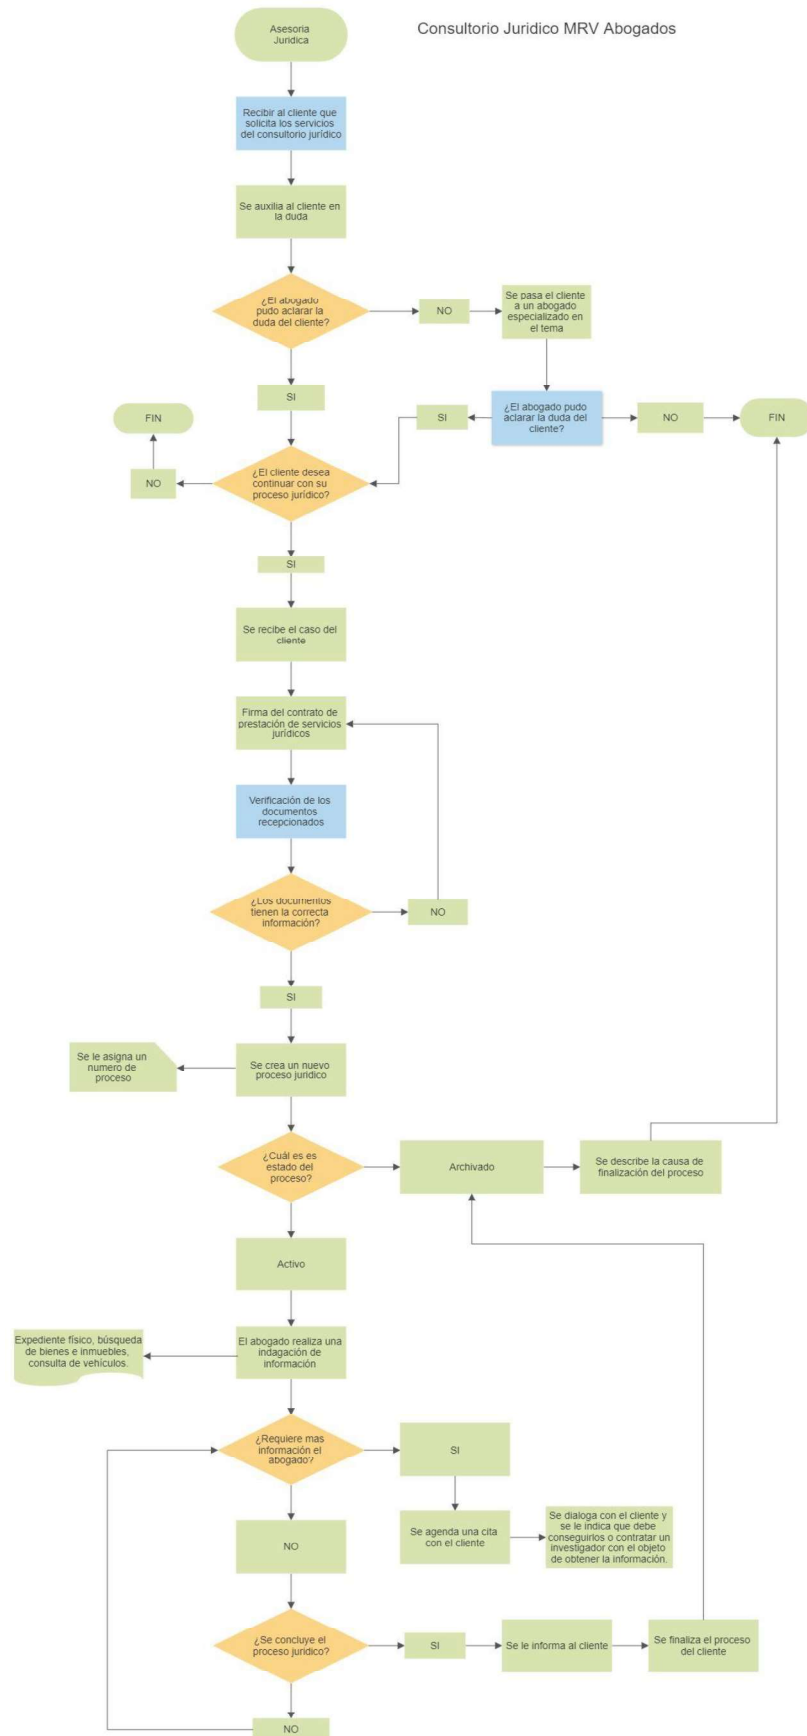 Consultorio Juridico MRV Abogados
Asesoria
Juridica
Recibir al cliente que
solicita los servicios
del consultorio jurídico
Se auxilia al cliente en
la duda
¿El abogado
pudo aclarar la
duda del cliente?
NO
Se pasa el cliente
a un abogado
especializado en
el tema
SI
¿El abogado pudo
aclarar la duda del
cliente?
SI
NO
FIN
FIN
NO
¿El cliente desea
continuar con su
proceso jurídico?
SI
Se recibe el caso del
cliente
Firma del contrato de
prestación de servicios
jurídicos
Verificación de los
documentos
recepcionados
¿Los documentos
tienen la correcta
información?
NO
SI
Se le asigna un
numero de
proceso
Se crea un nuevo
proceso juridico
¿Cuál es es
estado del
proceso?
Archivado
Se describe la causa de
finalización del proceso
Activo
Expediente físico, búsqueda
de bienes e inmuebles,
consulta de vehículos.
El abogado realiza una
indagación de
información
¿Requiere mas
información el
abogado?
SI
Se agenda una cita
con el cliente
Se dialoga con el cliente y
se le indica que debe
conseguirlos o contratar un
investigador con el objeto
de obtener la información.
NO
¿Se concluye el
proceso juridico?
SI
Se le informa al cliente
Se finaliza el proceso
del cliente
NO